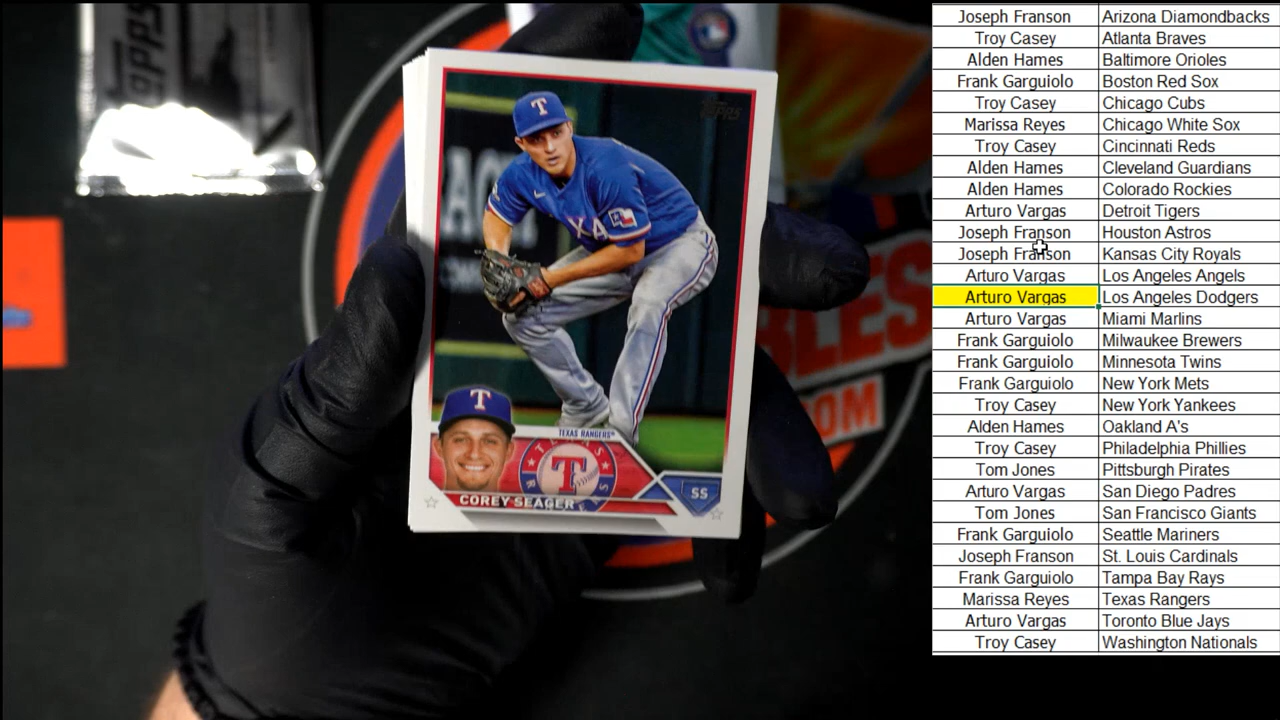 Topps
TOPPS
T
XA
TEXAS RANGERS
T
T
COREY SEAGER
SS
BLES
.COM
Joseph Franson Arizona Diamondbacks
Troy Casey Atlanta Braves
Alden Hames Baltimore Orioles
Frank Garguiolo Boston Red Sox
Troy Casey Chicago Cubs
Marissa Reyes Chicago White Sox
Troy Casey Cincinnati Reds
Alden Hames Cleveland Guardians
Alden Hames Colorado Rockies
Arturo Vargas Detroit Tigers
Joseph Franson Houston Astros
Joseph Franson Kansas City Royals
Arturo Vargas Los Angeles Angels
Arturo Vargas Los Angeles Dodgers
Arturo Vargas Miami Marlins
Frank Garguiolo Milwaukee Brewers
Frank Garguiolo Minnesota Twins
Frank Garguiolo New York Mets
Troy Casey New York Yankees
Alden Hames Oakland A's
Troy Casey Philadelphia Phillies
Tom Jones Pittsburgh Pirates
Arturo Vargas San Diego Padres
Tom Jones San Francisco Giants
Frank Garguiolo Seattle Mariners
Joseph Franson St. Louis Cardinals
Frank Garguiolo Tampa Bay Rays
Marissa Reyes Texas Rangers
Arturo Vargas Toronto Blue Jays
Troy Casey Washington Nationals